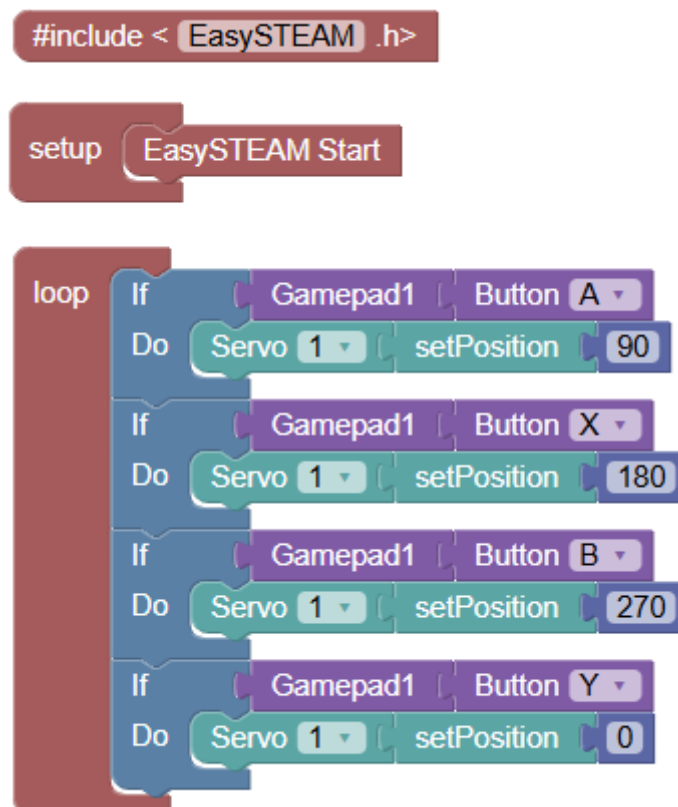 #include < EasySTEAM .h>
setup EasySTEAM Start
loop If Gamepad1 Button A
Do Servo 1 setPosition 90
If Gamepad1 Button X
Do Servo 1 setPosition 180
If Gamepad1 Button B
Do Servo 1 setPosition 270
If Gamepad1 Button Y
Do Servo 1 setPosition 0